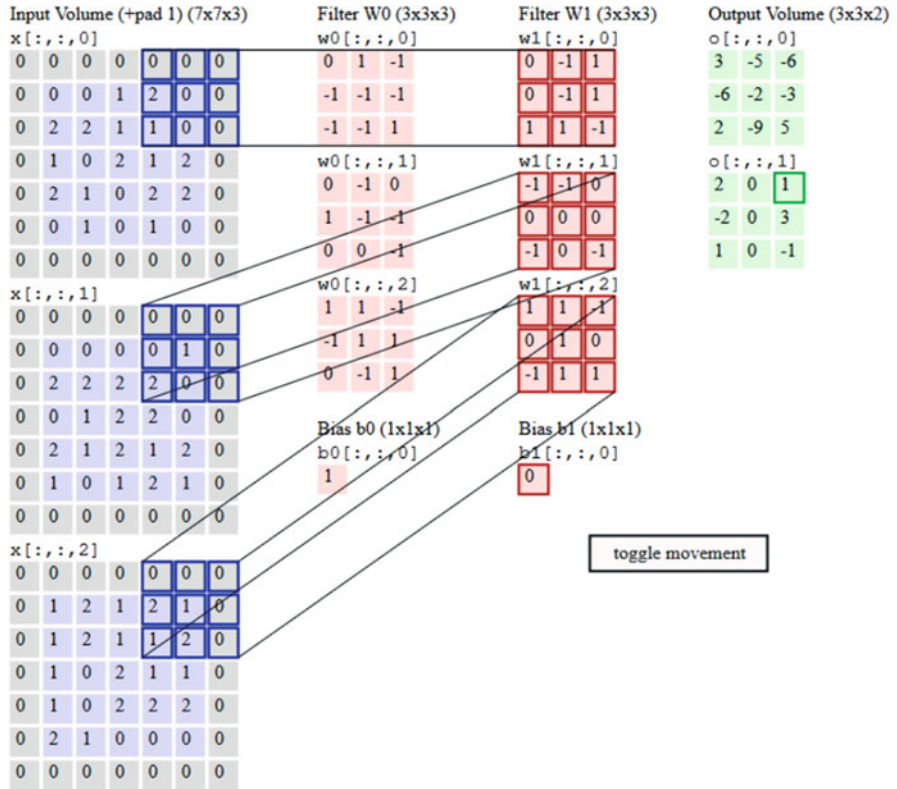 Input Volume (+pad 1) (7x7x3)
x[:,:,0]
0 0 0 0 0 0 0
0 0 0 1 2 0 0
0 2 2 1 1 0 0
0 1 0 2 1 2 0
0 2 1 0 2 2 0
0 0 1 0 1 0 0
0 0 0 0 0 0 0
x[:,:,1]
0 0 0 0 0 0 0
0 0 0 0 0 1 0
0 2 2 2 2 0 0
0 0 1 2 2 0 0
0 2 1 2 1 2 0
0 1 0 1 2 1 0
0 0 0 0 0 0 0
x[:,:,2]
0 0 0 0 0 0 0
0 1 2 1 2 1 0
0 1 2 1 1 2 0
0 1 0 2 1 1 0
0 1 0 2 2 2 0
0 2 1 0 0 0 0
0 0 0 0 0 0 0
Filter W0 (3x3x3)
w0[:,:,0]
0 1 -1
-1 -1 -1
-1 -1 1
w0[:,:,1]
0 -1 0
1 -1 -1
0 0 -1
w0[:,:,2]
1 1 -1
-1 1 1
0 -1 1
Bias b0 (1x1x1)
b0[:,:,0]
1
Filter W1 (3x3x3)
w1[:,:,0]
0 -1 1
0 -1 1
1 1 -1
w1[:,:,1]
-1 -1 0
0 0 0
-1 0 -1
w1[:,:,2]
1 1 -1
0 1 0
-1 1 1
Bias b1 (1x1x1)
b1[:,:,0]
0
Output Volume (3x3x2)
o[:,:,0]
3 -5 -6
-6 -2 -3
2 -9 5
o[:,:,1]
2 0 1
-2 0 3
1 0 -1
toggle movement